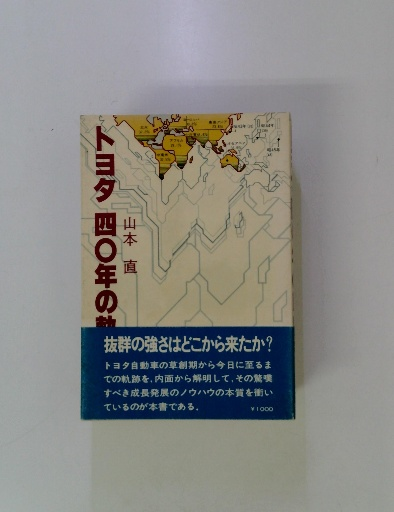 トヨタ 四〇年の
山本 直
抜群の強さはどこから来たか?
トヨタ自動車の草創期から今日に至るま
での軌跡を、内面から解明して、その驚嘆
すべき成長発展のノウハウの本質を衝い
ているのが本書である。
¥1000